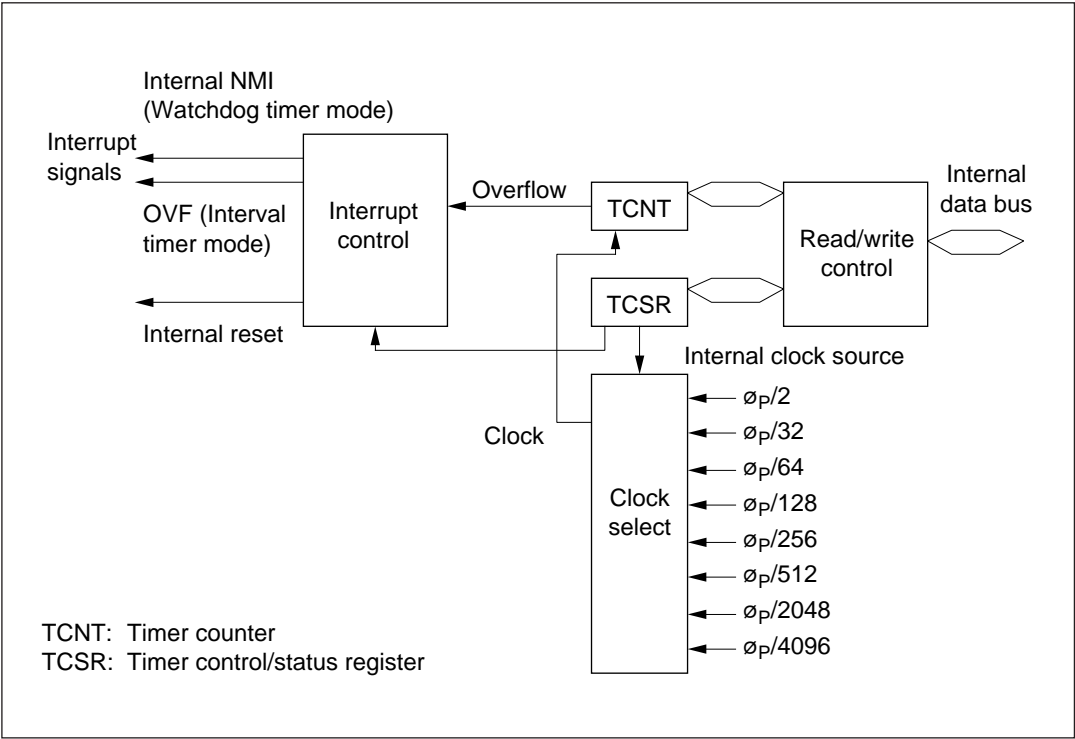 Internal NMI
(Watchdog timer mode)
Interrupt
signals
OVF (Interval
timer mode)
Internal reset
Interrupt
control
Overflow
TCNT
TCSR
Read/write
control
Internal
data bus
Internal clock source
Clock
Clock
select
øP/2
øP/32
øP/64
øP/128
øP/256
øP/512
øP/2048
øP/4096
TCNT: Timer counter
TCSR: Timer control/status register